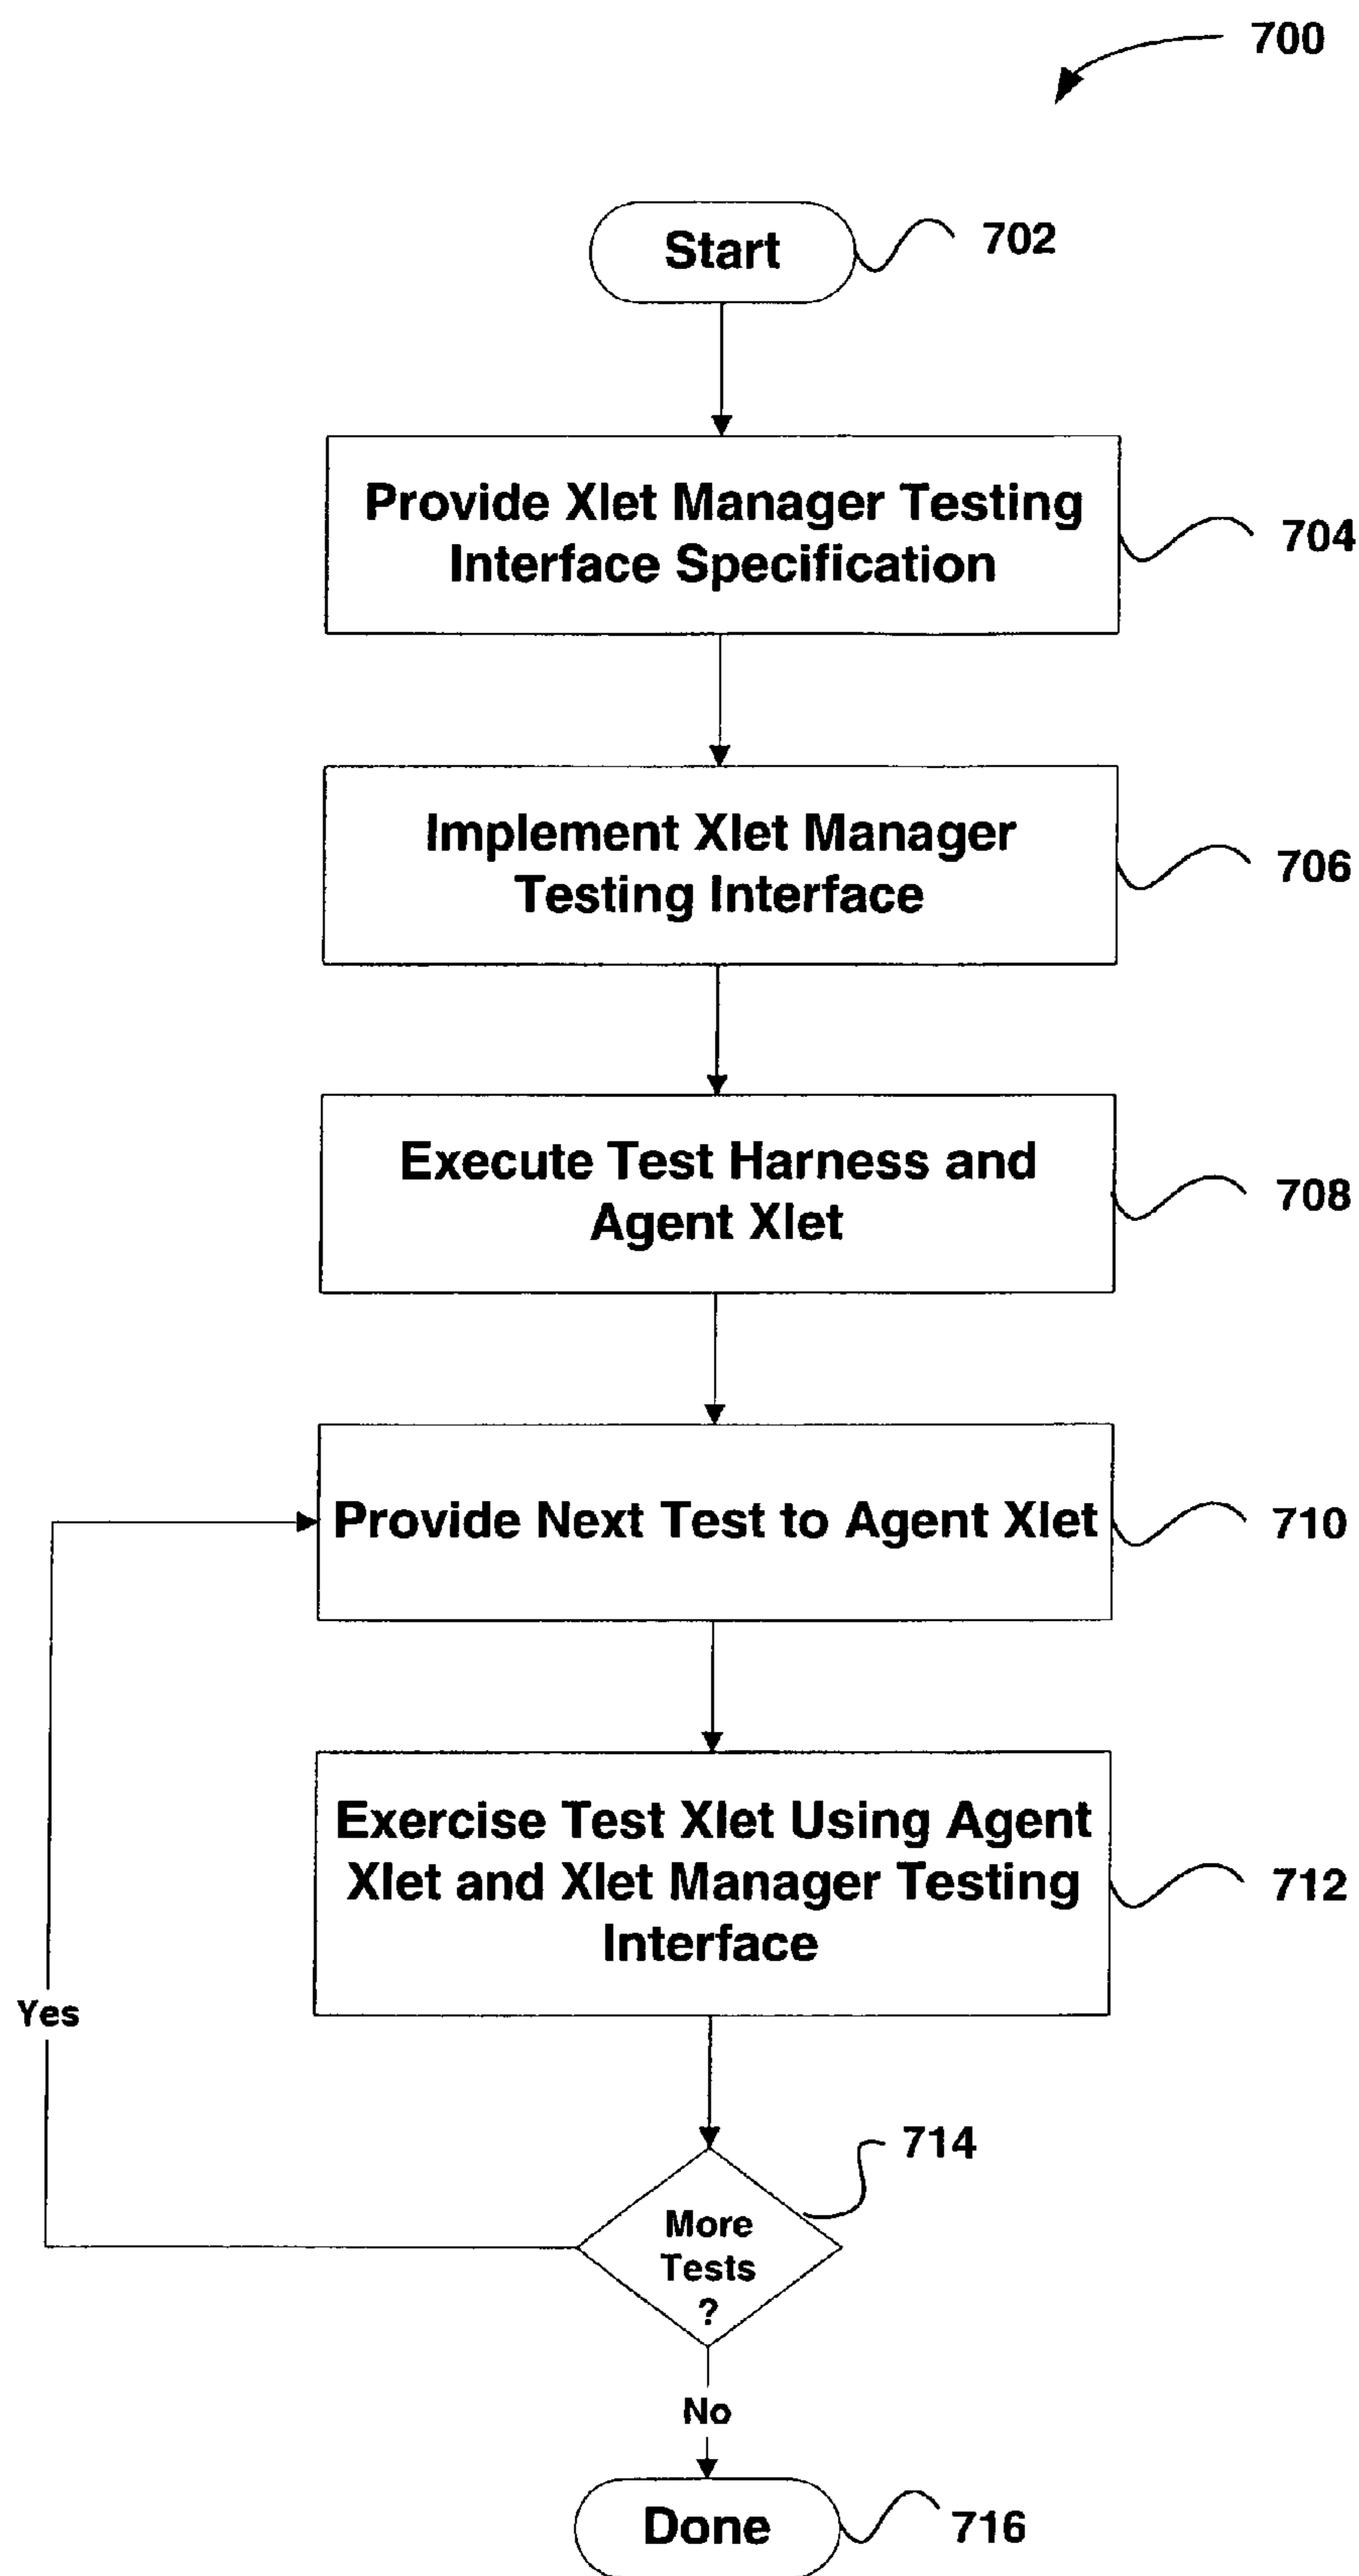 700
Start
702
Provide Xlet Manager Testing
Interface Specification
704
Implement Xlet Manager
Testing Interface
706
Execute Test Harness and
Agent Xlet
708
Provide Next Test to Agent Xlet
710
Exercise Test Xlet Using Agent
Xlet and Xlet Manager Testing
Interface
712
Yes
714
More
Tests
?
No
Done
716